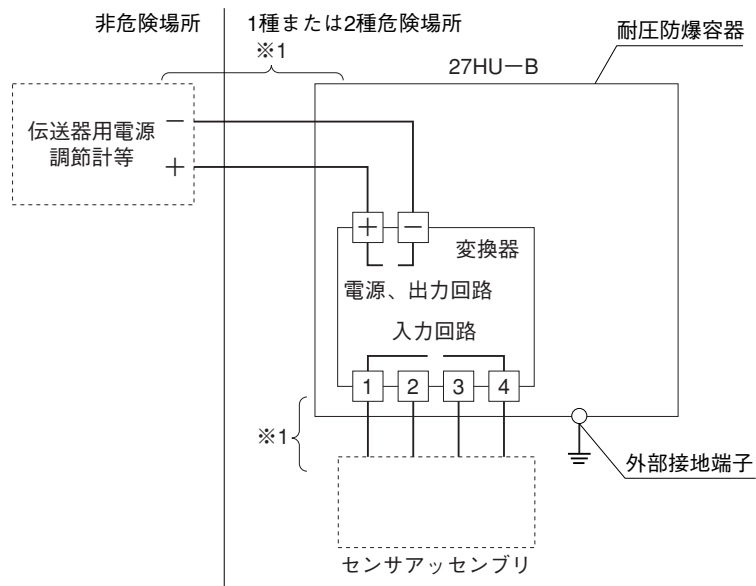 非危険場所
1種または2種危険場所
耐圧防爆容器
※1
27HU－B
伝送器用電源
調節計等
－
＋
＋
－
変換器
電源、出力回路
入力回路
1
2
3
4
※1
外部接地端子
センサアッセンブリ